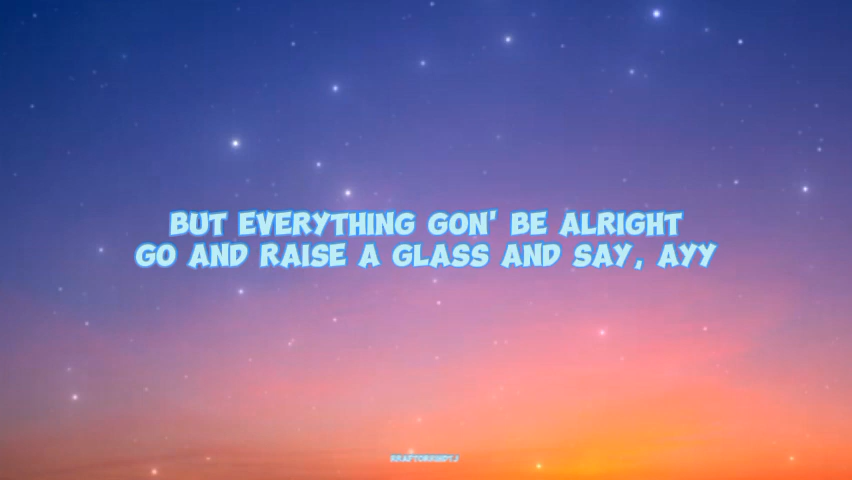 BUT EVERYTHING GON' BE ALRIGHT
GO AND RAISE A GLASS AND SAY, AYY